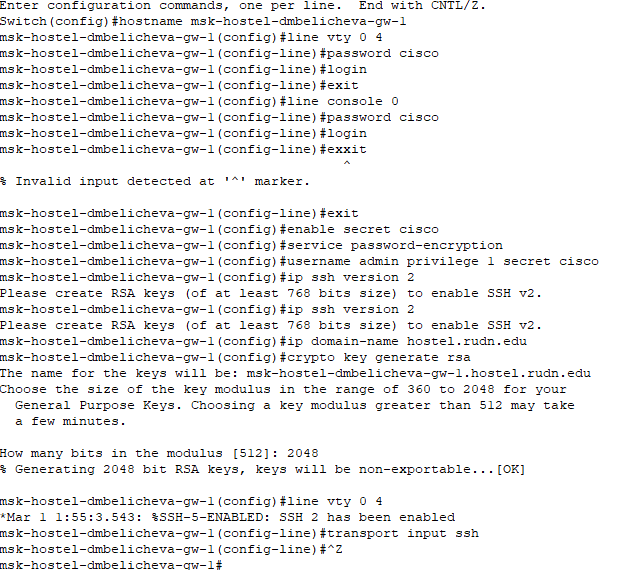 Enter configuration commands, one per line.  End with CNTL/Z.
Switch(config)#hostname msk-hostel-dmbelicheva-gw-1
msk-hostel-dmbelicheva-gw-1(config)#line vty 0 4
msk-hostel-dmbelicheva-gw-1(config-line)#password cisco
msk-hostel-dmbelicheva-gw-1(config-line)#login
msk-hostel-dmbelicheva-gw-1(config-line)#exit
msk-hostel-dmbelicheva-gw-1(config)#line console 0
msk-hostel-dmbelicheva-gw-1(config-line)#password cisco
msk-hostel-dmbelicheva-gw-1(config-line)#login
msk-hostel-dmbelicheva-gw-1(config-line)#exxit
^
% Invalid input detected at '^' marker.
msk-hostel-dmbelicheva-gw-1(config-line)#exit
msk-hostel-dmbelicheva-gw-1(config)#enable secret cisco
msk-hostel-dmbelicheva-gw-1(config)#service password-encryption
msk-hostel-dmbelicheva-gw-1(config)#username admin privilege 1 secret cisco
msk-hostel-dmbelicheva-gw-1(config)#ip ssh version 2
Please create RSA keys (of at least 768 bits size) to enable SSH v2.
msk-hostel-dmbelicheva-gw-1(config)#ip ssh version 2
Please create RSA keys (of at least 768 bits size) to enable SSH v2.
msk-hostel-dmbelicheva-gw-1(config)#ip domain-name hostel.rudn.edu
msk-hostel-dmbelicheva-gw-1(config)#crypto key generate rsa
The name for the keys will be: msk-hostel-dmbelicheva-gw-1.hostel.rudn.edu
Choose the size of the key modulus in the range of 360 to 2048 for your
General Purpose Keys. Choosing a key modulus greater than 512 may take
a few minutes.
How many bits in the modulus [512]: 2048
% Generating 2048 bit RSA keys, keys will be non-exportable...[OK]
msk-hostel-dmbelicheva-gw-1(config)#line vty 0 4
*Mar 1 1:55:3.543: %SSH-5-ENABLED: SSH 2 has been enabled
msk-hostel-dmbelicheva-gw-1(config-line)#transport input ssh
msk-hostel-dmbelicheva-gw-1(config-line)#^Z
msk-hostel-dmbelicheva-gw-1#